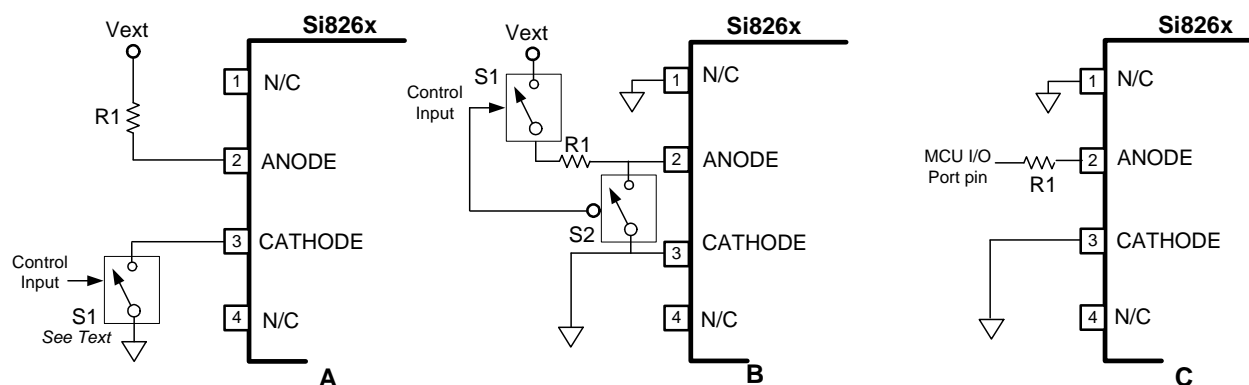 Si826x
Vext
R1
1 N/C
2 ANODE
3 CATHODE
Control
Input
S1
See Text
4 N/C
A
Si826x
Vext
S1
Control
Input
1 N/C
R1
2 ANODE
S2
CATHODE
3
4 N/C
B
Si826x
1 N/C
MCU I/O
Port pin
R1
2 ANODE
3 CATHODE
4 N/C
C